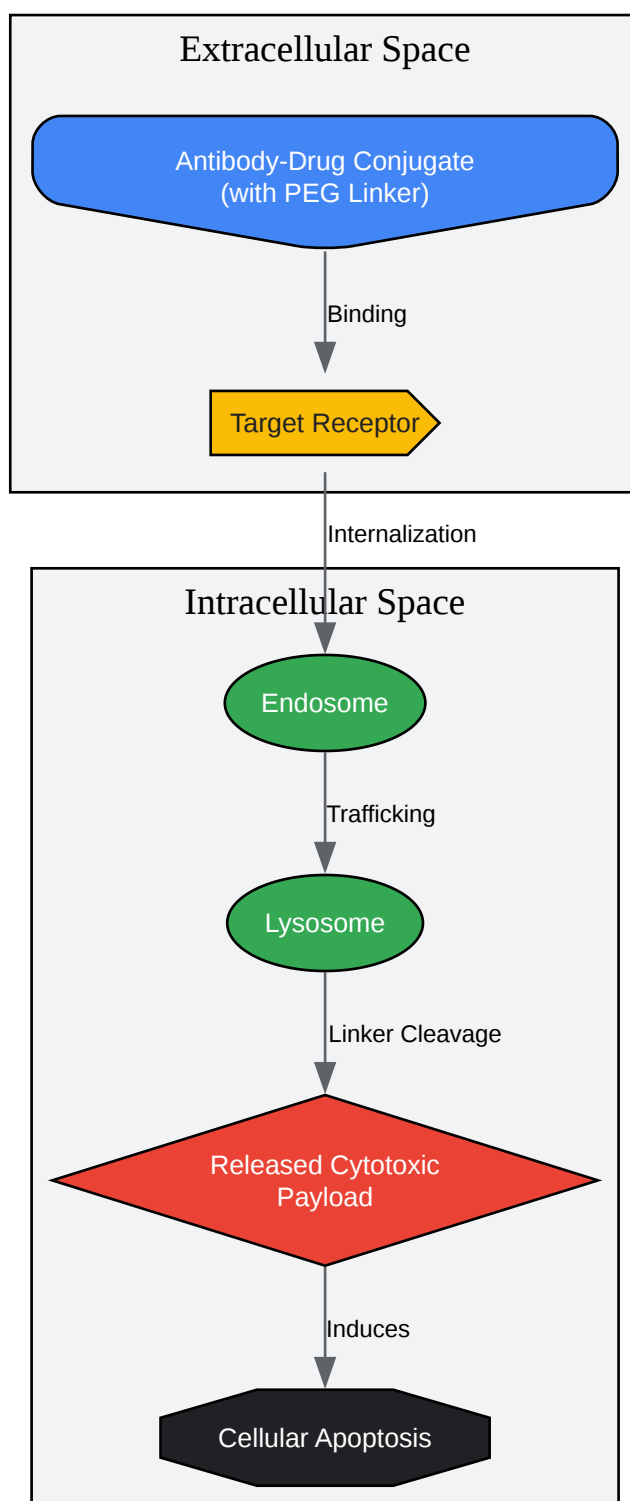 Extracellular Space
Antibody-Drug Conjugate
(with PEG Linker)
Binding
Target Receptor
Internalization
Intracellular Space
Endosome
Trafficking
Lysosome
Linker Cleavage
Released Cytotoxic
Payload
Induces
Cellular Apoptosis